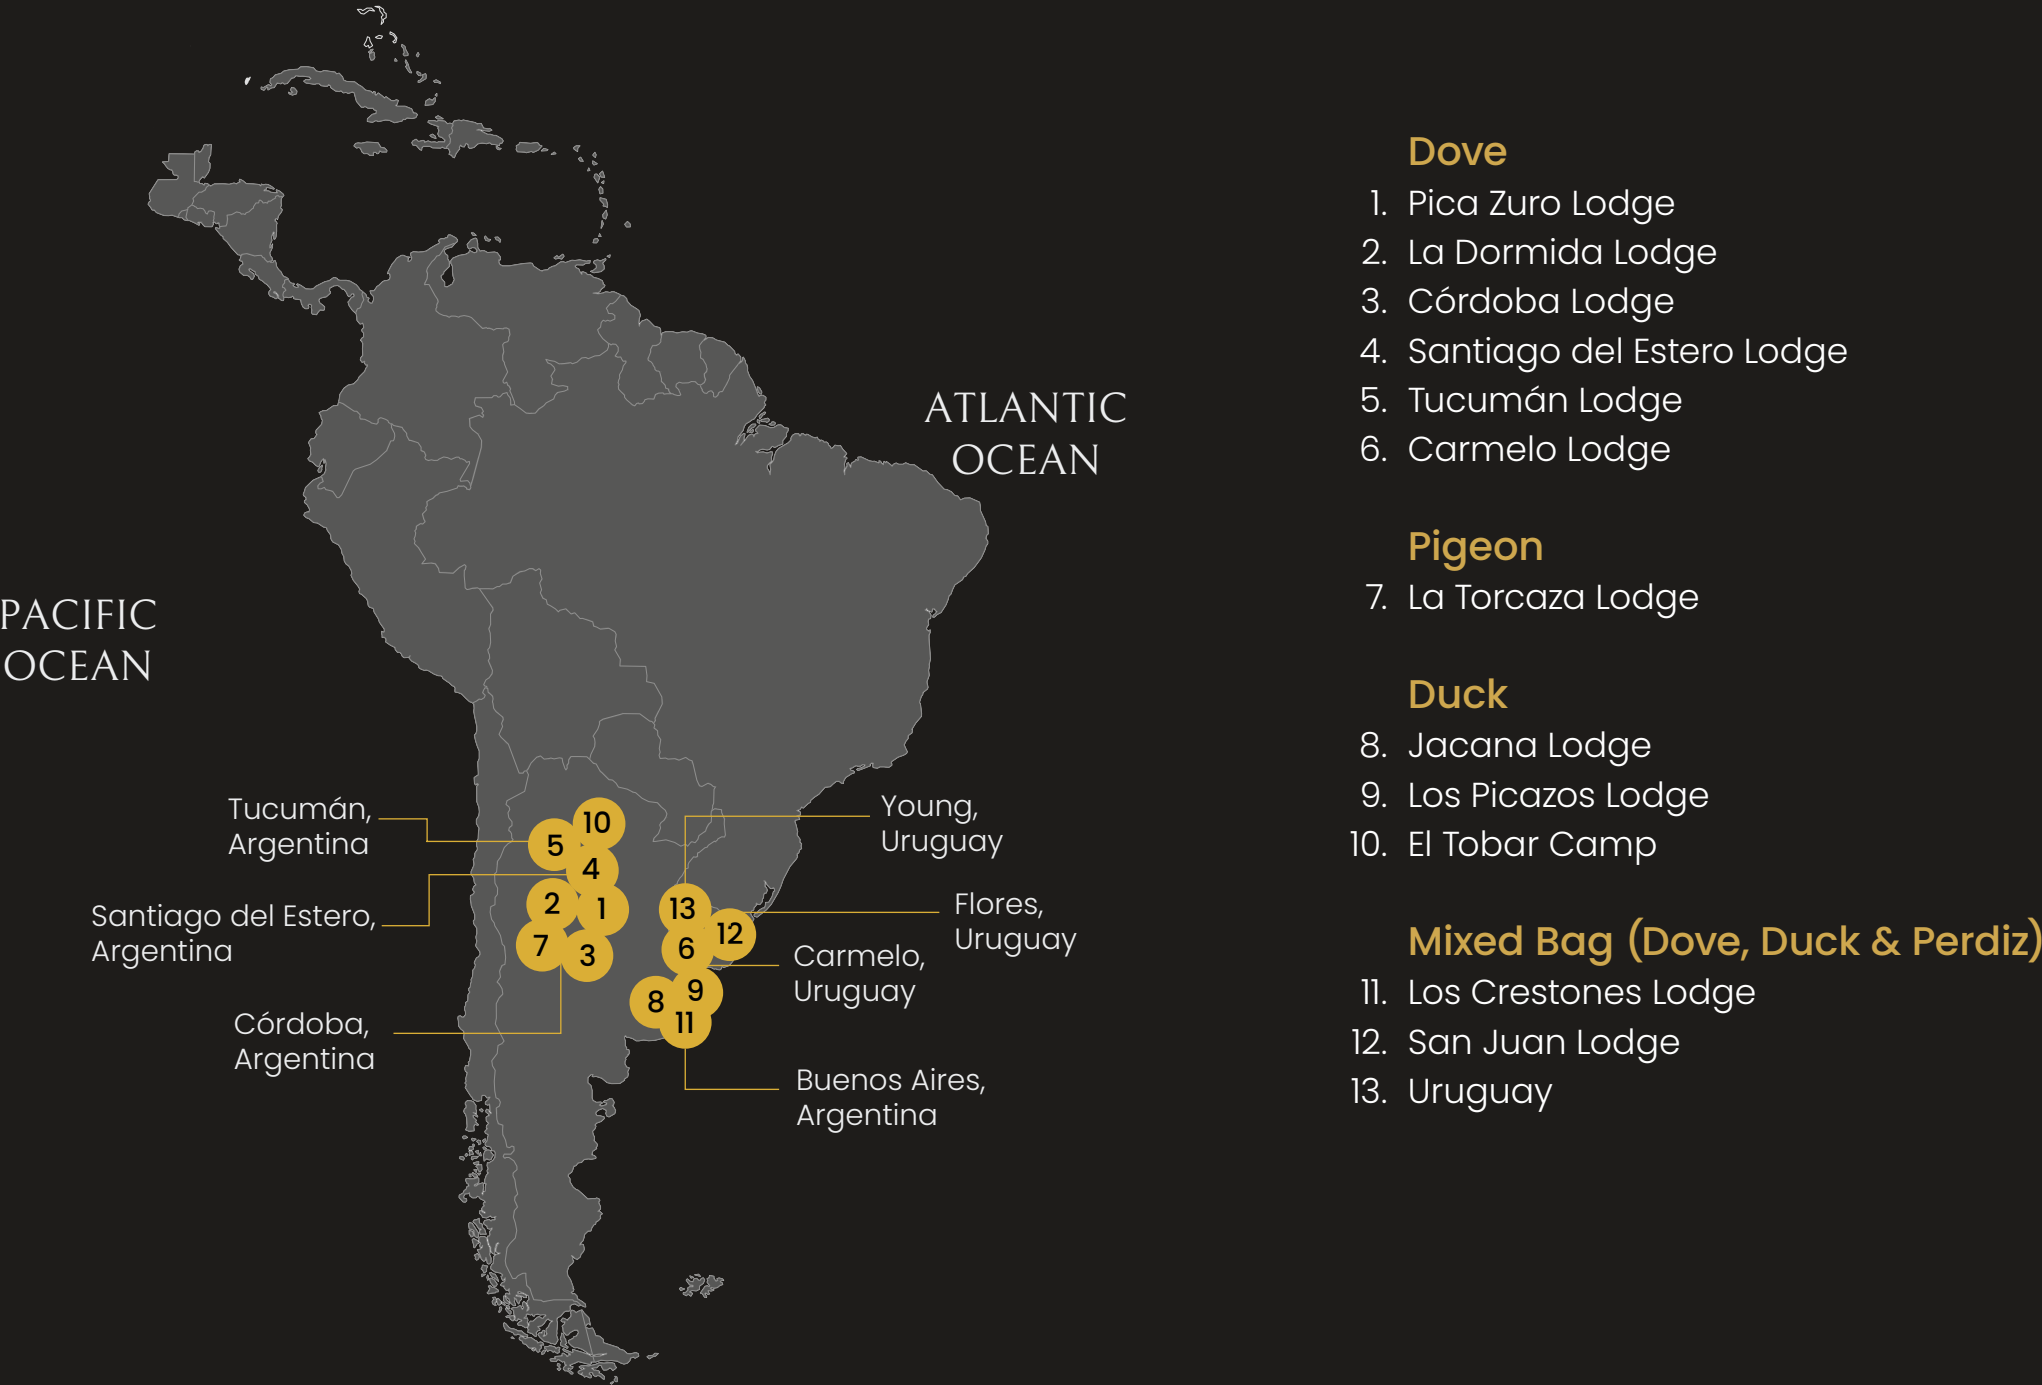 ATLANTIC
OCEAN
PACIFIC
OCEAN
Tucumán,
Argentina
Santiago del Estero,
Argentina
Córdoba,
Argentina
Young,
Uruguay
Flores,
Uruguay
Carmelo,
Uruguay
Buenos Aires,
Argentina
10
5
4
2
1
7
3
13
12
6
9
8
11
Dove
1. Pica Zuro Lodge
2. La Dormida Lodge
3. Córdoba Lodge
4. Santiago del Estero Lodge
5. Tucumán Lodge
6. Carmelo Lodge
Pigeon
7. La Torcaza Lodge
Duck
8. Jacana Lodge
9. Los Picazos Lodge
10. El Tobar Camp
Mixed Bag (Dove, Duck & Perdiz)
11. Los Crestones Lodge
12. San Juan Lodge
13. Uruguay